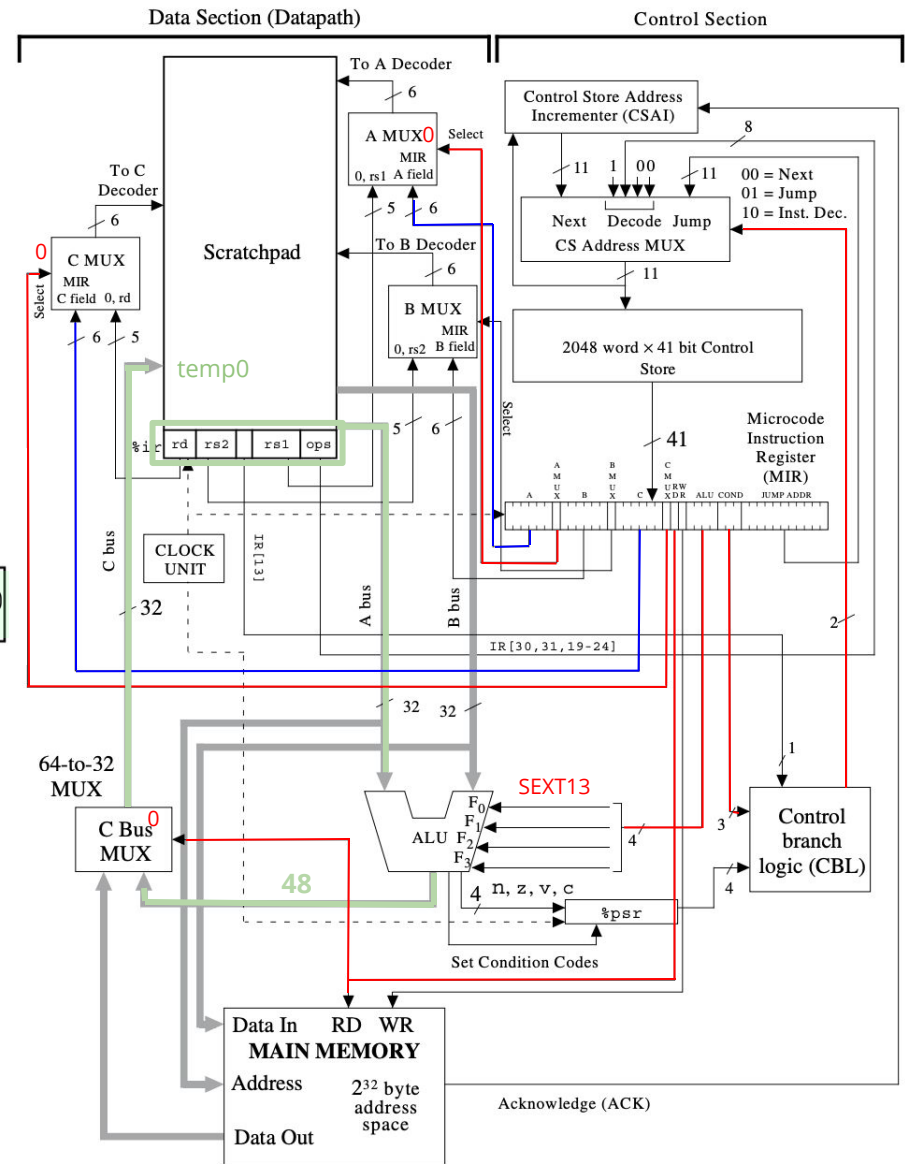 Data Section (Datapath)
Control Section
To A Decoder
6
A MUX 0
MIR
0, rs1 A field
Select
5
6
To C
Decoder
6
0
C MUX
MIR
C field 0, rd
Select
6
5
Scratchpad
To B Decoder
6
B MUX
MIR
0, rs2 B field
5
6
Select
temp0
%ir rd rs2 rs1 ops
Control Store Address
Incrementer (CSAI)
8
11
1 00
11
00 = Next
01 = Jump
10 = Inst. Dec.
Next Decode Jump
CS Address MUX
11
2048 word × 41 bit Control
Store
41
Microcode
Instruction
Register
(MIR)
A
AMUX
B
BMUX
C
CMUX
RD
WR
ALU
COND
JUMP ADDR
CLOCK
UNIT
IR[13]
C bus
32
A bus
B bus
IR[30,31,19-24]
2
32
32
64-to-32
MUX
C Bus 0
MUX
SEXT13
ALU
F0
F1
F2
F3
4
1
3
Control
branch
logic (CBL)
4
48
4 n, z, v, c
%psr
Set Condition Codes
Data In RD WR
MAIN MEMORY
Address
2³² byte
address
space
Data Out
Acknowledge (ACK)